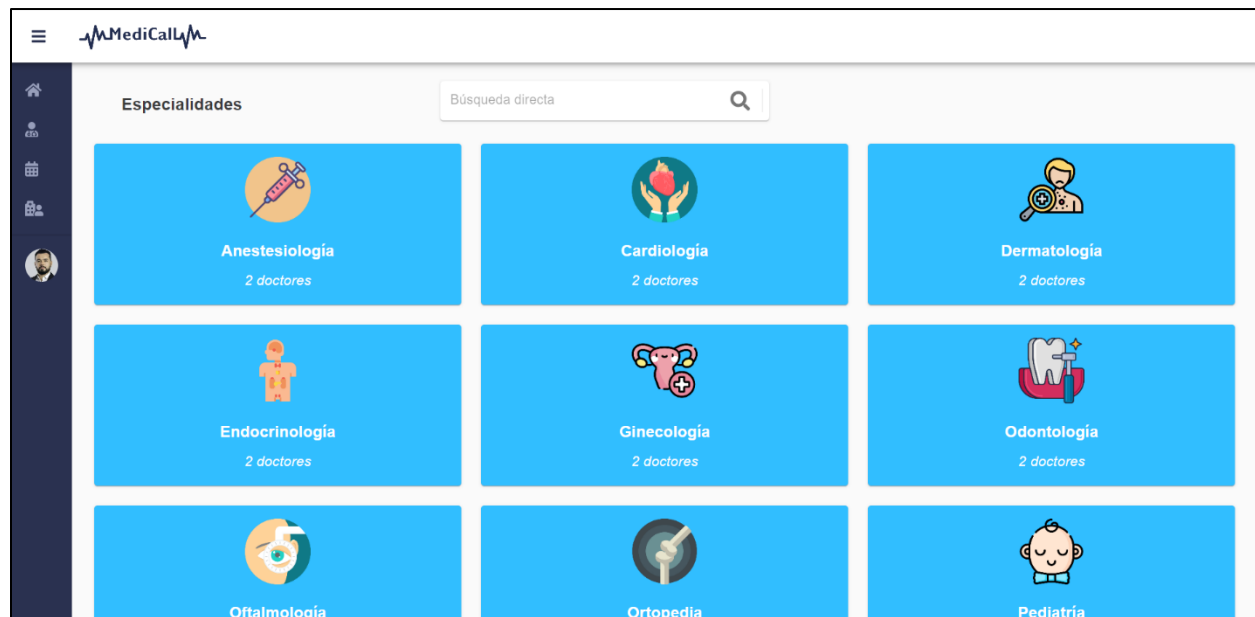 MediCall
Especialidades
Búsqueda directa
Anestesiología
2 doctores
Cardiología
2 doctores
Dermatología
2 doctores
Endocrinología
2 doctores
Ginecología
2 doctores
Odontología
2 doctores
Oftalmología
Ortopedia
Pediatría